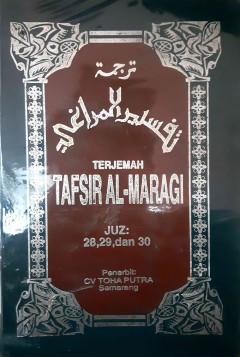 ترجمة
تفسير المراغي
TERJEMAH
TAFSIR AL-MARAGI
JUZ:
28,29,dan 30
Penerbit:
CV TOHA PUTRA
Semarang